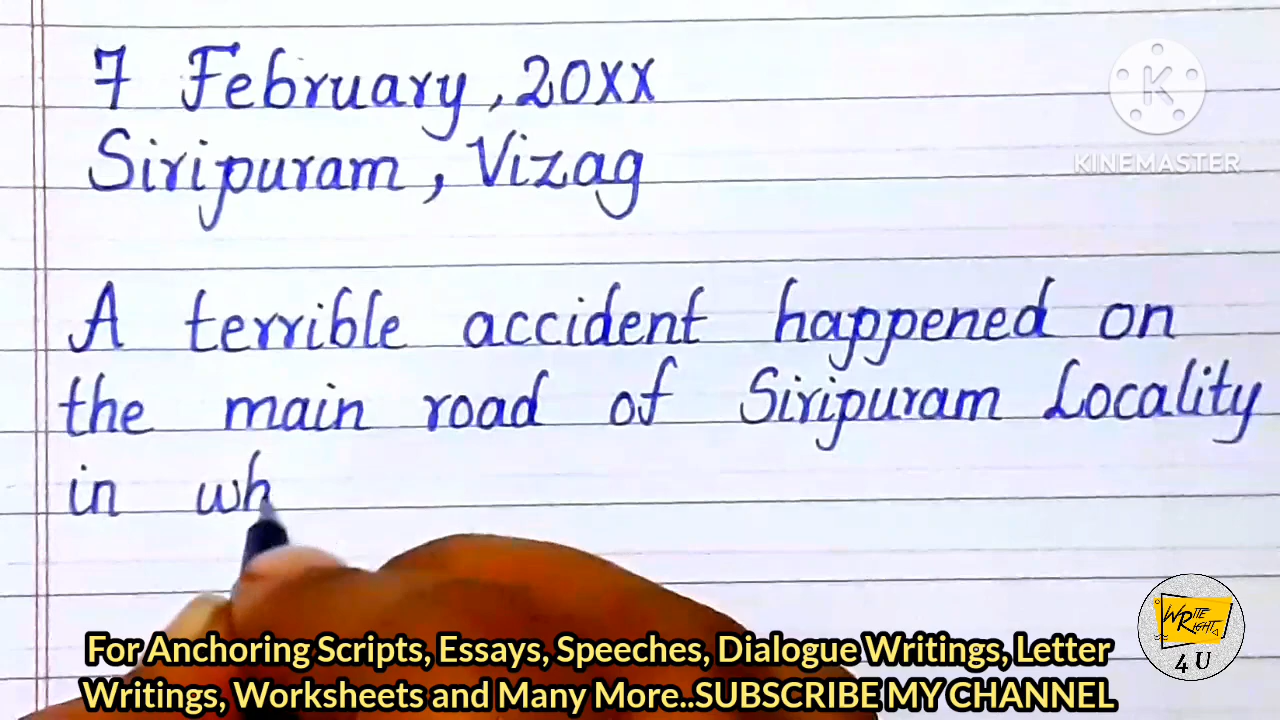 7 February, 20XX
Siripuram, Vizag
KINEMASTER
A terrible accident happened on
the main road of Siripuram Locality
in wh
WRITE
RIGHT
4 U
For Anchoring Scripts, Essays, Speeches, Dialogue Writings, Letter
Writings, Worksheets and Many More..SUBSCRIBE MY CHANNEL